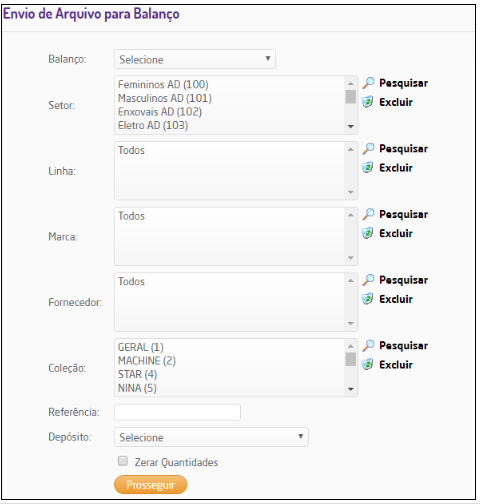 Envio de Arquivo para Balanço
Balanço: Selecione
Setor:
Femininos AD (100)
Masculinos AD (101)
Enxovais AD (102)
Eletro AD (103)
Pesquisar
Excluir
Linha:
Todos
Pesquisar
Excluir
Marca:
Todos
Pesquisar
Excluir
Fornecedor:
Todos
Pesquisar
Excluir
Coleção:
GERAL (1)
MACHINE (2)
STAR (4)
NINA (5)
Pesquisar
Excluir
Referência:
Depósito: Selecione
Zerar Quantidades
Prosseguir